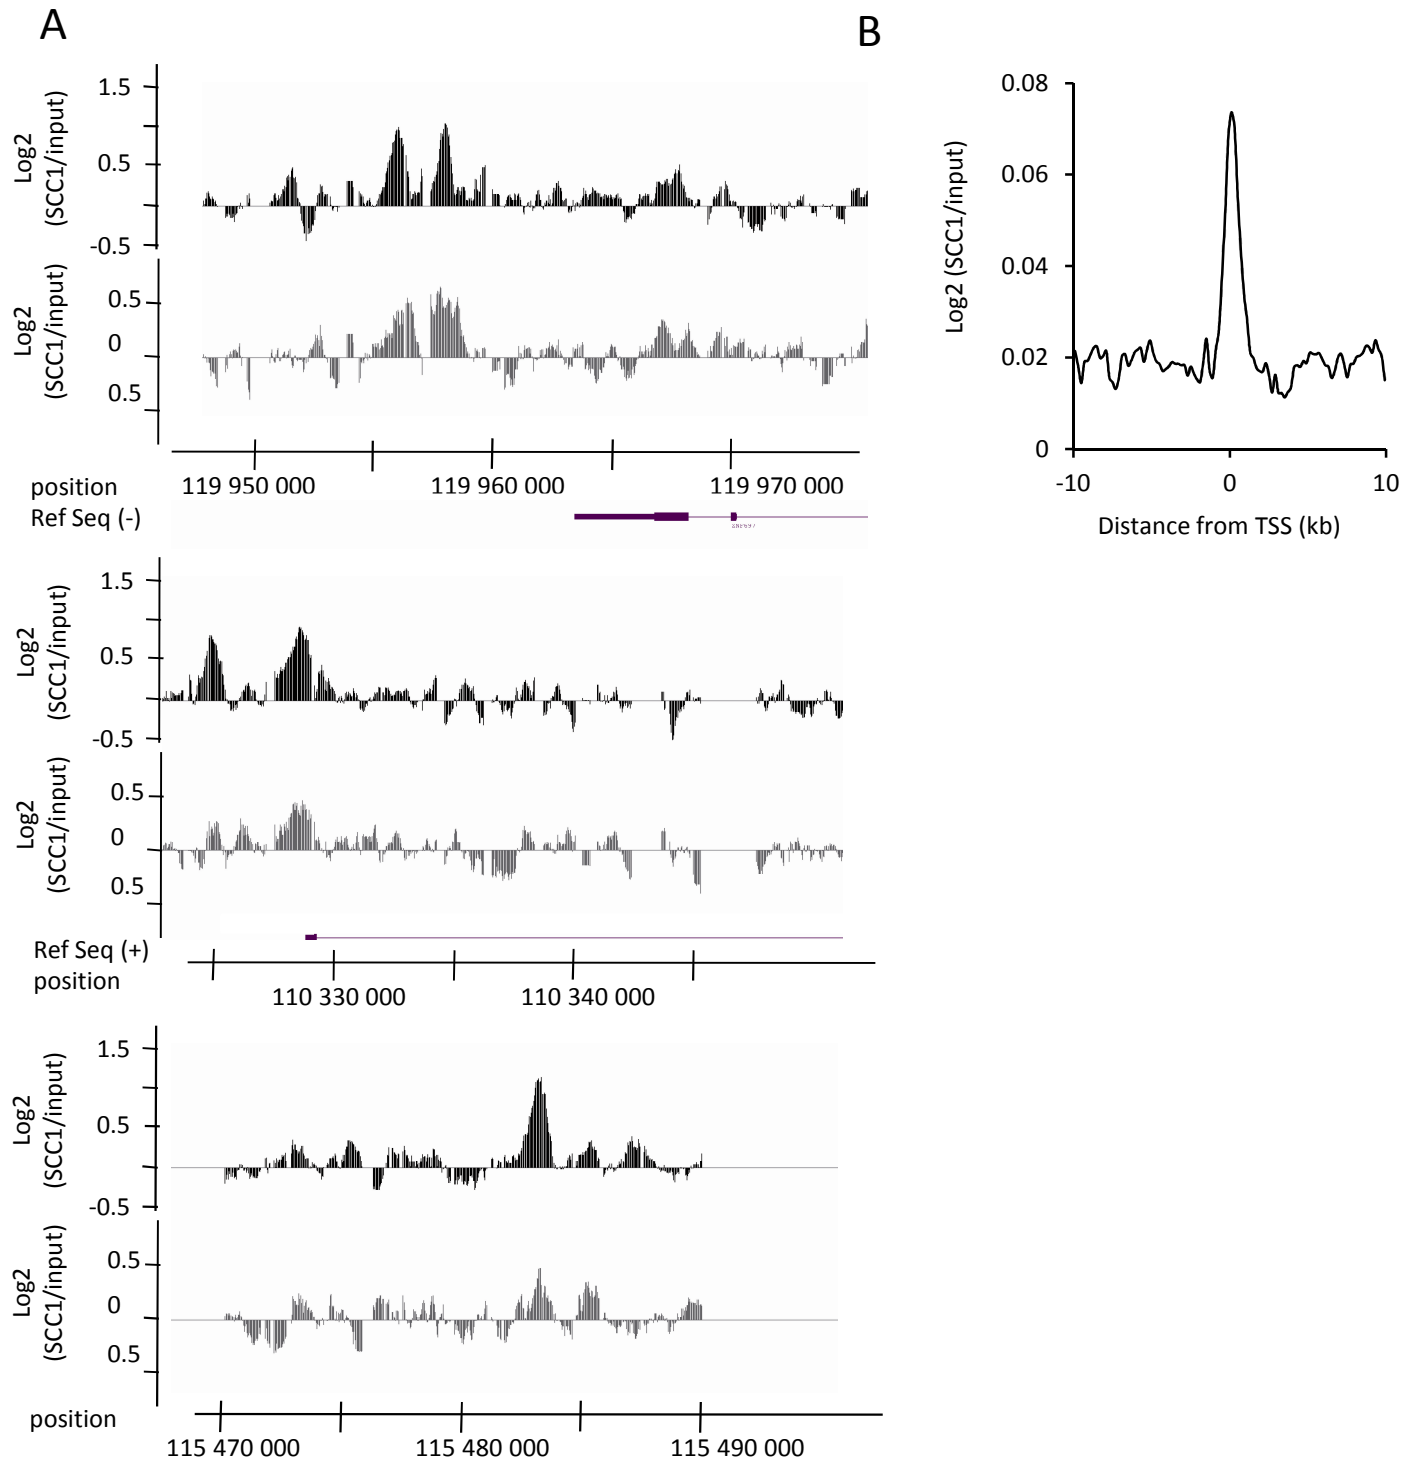 A
B
1.5
0.5
-0.5
Log2
(SCC1/input)
0.5
0
0.5
Log2
(SCC1/input)
position
119 950 000
119 960 000
119 970 000
Ref Seq (-)
0.08
0.06
0.04
0.02
0
Log2 (SCC1/input)
-10
0
10
Distance from TSS (kb)
1.5
0.5
-0.5
Log2
(SCC1/input)
0.5
0
0.5
Log2
(SCC1/input)
Ref Seq (+)
position
110 330 000
110 340 000
1.5
0.5
-0.5
Log2
(SCC1/input)
0.5
0
0.5
Log2
(SCC1/input)
position
115 470 000
115 480 000
115 490 000